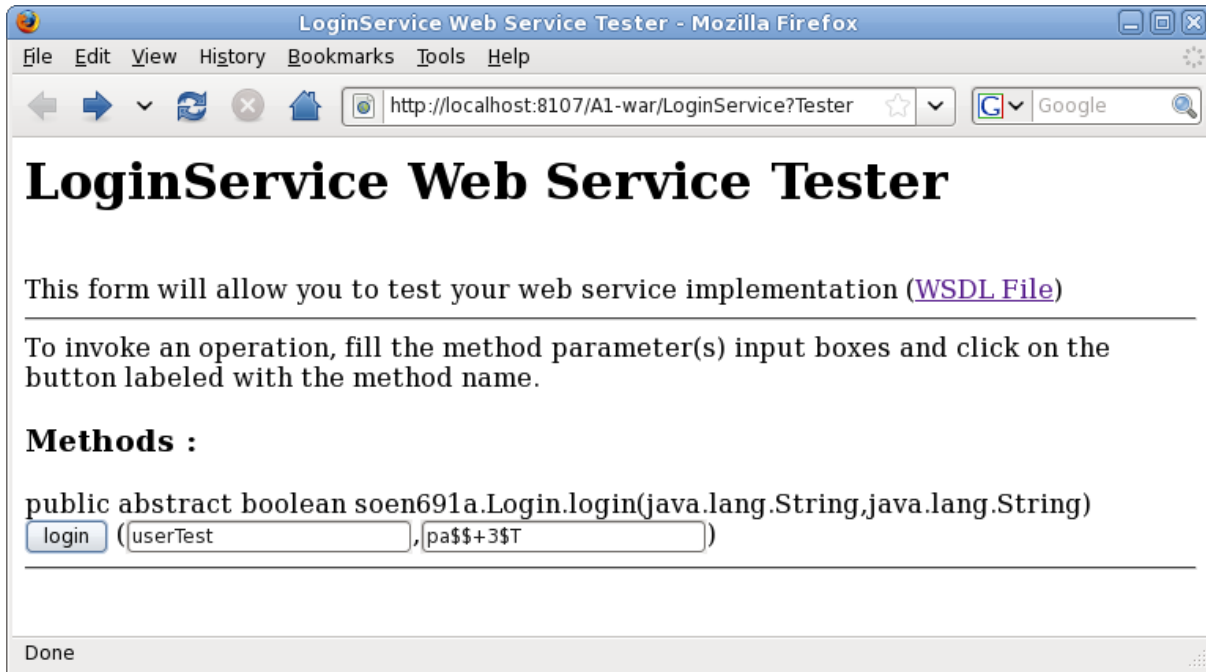 LoginService Web Service Tester - Mozilla Firefox
File Edit View History Bookmarks Tools Help
http://localhost:8107/A1-war/LoginService?Tester G Google
LoginService Web Service Tester
This form will allow you to test your web service implementation (WSDL File)
To invoke an operation, fill the method parameter(s) input boxes and click on the
button labeled with the method name.
Methods :
public abstract boolean soen691a.Login.login(java.lang.String,java.lang.String)
login (userTest,pa$$+3$T)
Done